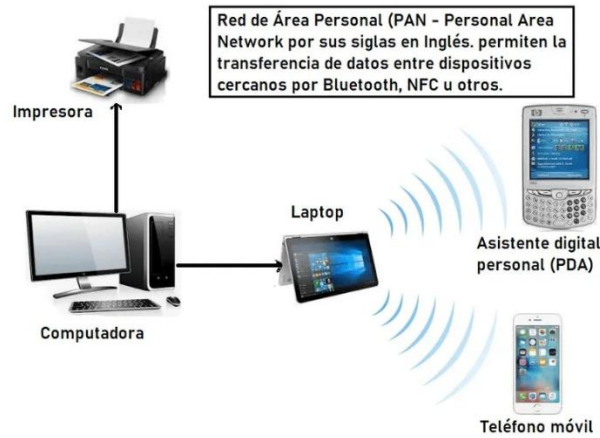 Red de Área Personal (PAN - Personal Area
Network por sus siglas en Inglés. permiten la
transferencia de datos entre dispositivos
cercanos por Bluetooth, NFC u otros.
Impresora
Laptop
Asistente digital
personal (PDA)
Computadora
Teléfono móvil